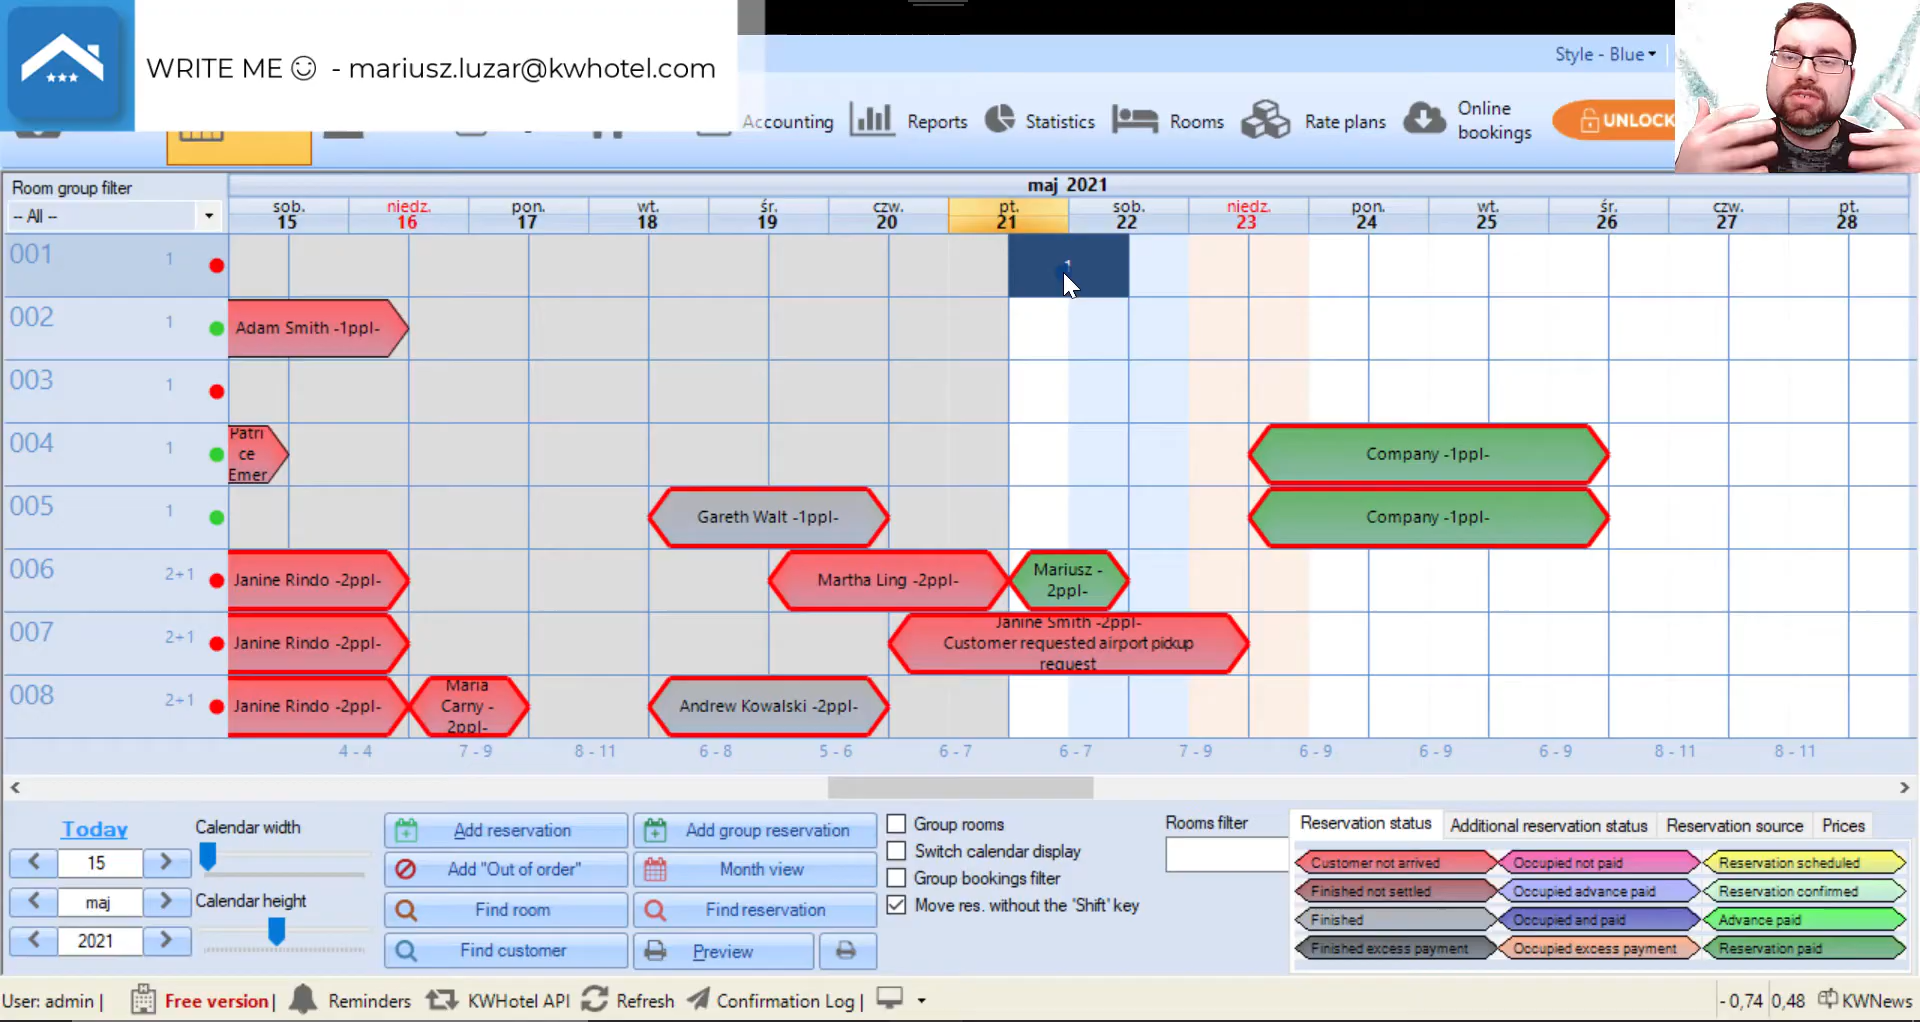 WRITE ME ☺ - mariusz.luzar@kwhotel.com
Style - Blue
Accounting
Reports
Statistics
Rooms
Rate plans
Online
bookings
UNLOCK
Room group filter
-- All --
maj 2021
sob. niedz. pon. wt. śr. czw. pt. sob. niedz. pon. wt. śr. czw. pt.
15 16 17 18 19 20 21 22 23 24 25 26 27 28
001 1
1
002 1
Adam Smith -1ppl-
003 1
004 1
Patri
ce
Emer
Company -1ppl-
005 1
Gareth Walt -1ppl-
Company -1ppl-
006 2+1
Janine Rindo -2ppl-
Martha Ling -2ppl-
Mariusz -
2ppl-
007 2+1
Janine Rindo -2ppl-
Janine Smith -2ppl-
Customer requested airport pickup
request
008 2+1
Janine Rindo -2ppl-
Maria
Carny -
2ppl-
Andrew Kowalski -2ppl-
4 - 4 7 - 9 8 - 11 6 - 8 5 - 6 6 - 7 6 - 7 7 - 9 6 - 9 6 - 9 6 - 9 8 - 11 8 - 11
Today
15
maj
2021
Calendar width
Calendar height
Add reservation
Add "Out of order"
Find room
Find customer
Add group reservation
Month view
Find reservation
Preview
Group rooms
Switch calendar display
Group bookings filter
Move res. without the 'Shift' key
Rooms filter
Reservation status
Additional reservation status
Reservation source
Prices
Customer not arrived
Occupied not paid
Reservation scheduled
Finished not settled
Occupied advance paid
Reservation confirmed
Finished
Occupied and paid
Advance paid
Finished excess payment
Occupied excess payment
Reservation paid
User: admin |
Free version |
Reminders
KWHotel API
Refresh
Confirmation Log |
- 0,74 0,48
KWNews